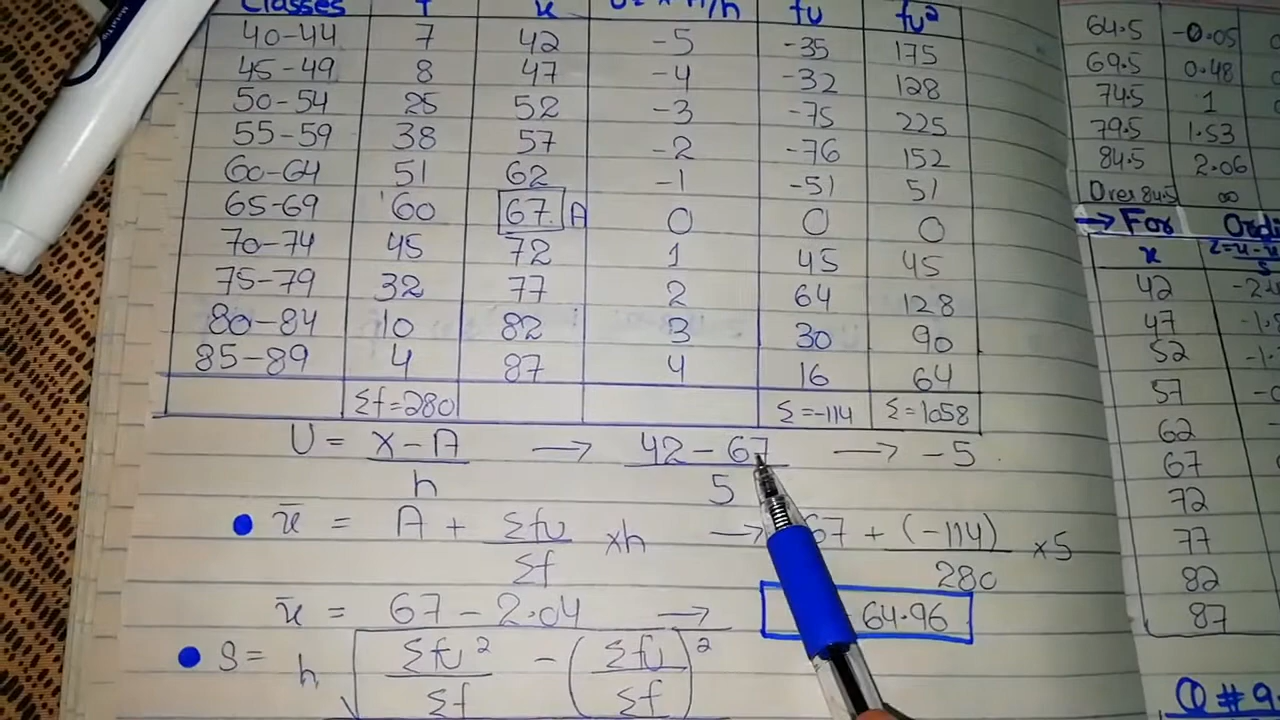 Classes f x U=x-A/h fu fu²
40-44 7 42 -5 -35 175
45-49 8 47 -4 -32 128
50-54 25 52 -3 -75 225
55-59 38 57 -2 -76 152
60-64 51 62 -1 -51 51
65-69 60 67 A 0 0 0
70-74 45 72 1 45 45
75-79 32 77 2 64 128
80-84 10 82 3 30 90
85-89 4 87 4 16 64
Σf=280 Σ=-114 Σ=1058
U = x-A / h → 42-67 / 5 → -5
x̄ = A + Σfu / Σf ×h → 67 + (-114) / 280 ×5
x̄ = 67 - 2.04 → 64.96
S = h √ Σfu² / Σf - (Σfu / Σf)²
64.5 -0.05
69.5 0.48
74.5 1
79.5 1.53
84.5 2.06
∞
→ For
x
42
47
52
57
62
67
72
77
82
87
Q#9